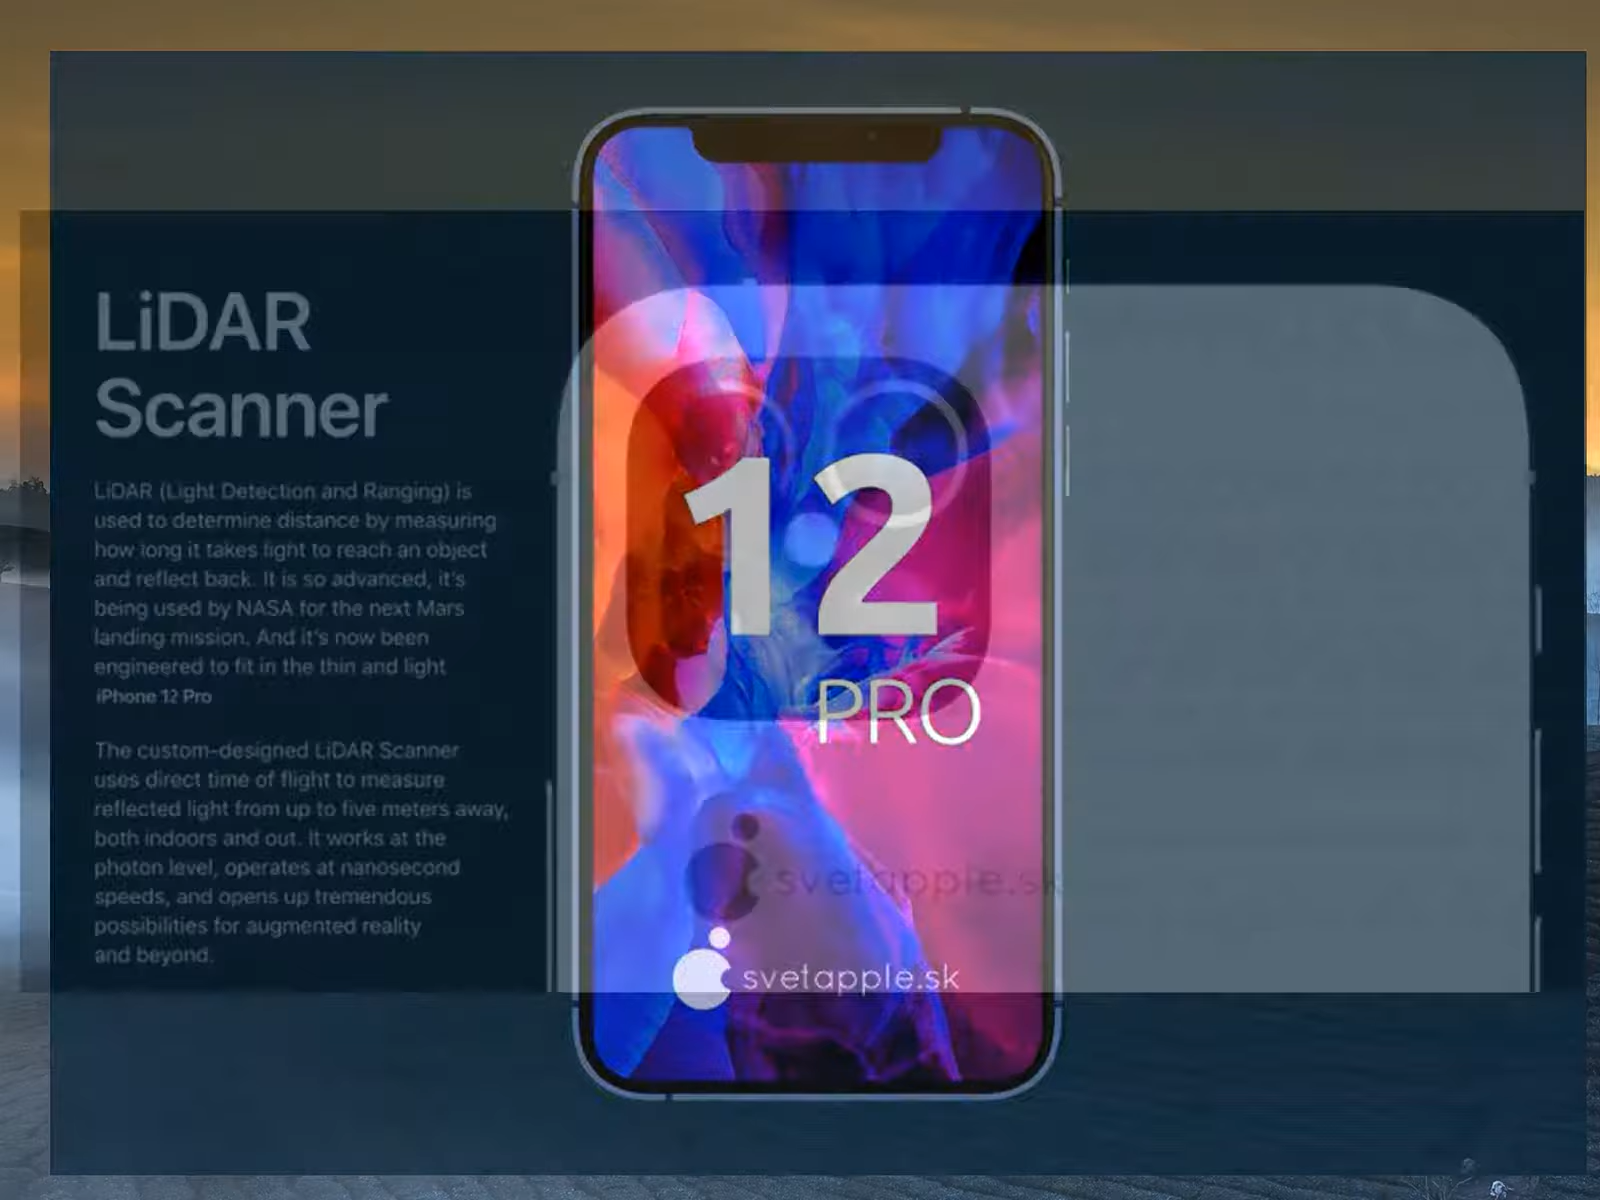 LiDAR
Scanner
LiDAR (Light Detection and Ranging) is
used to determine distance by measuring
how long it takes light to reach an object
and reflect back. It is so advanced, it's
being used by NASA for the next Mars
landing mission. And it's now been
engineered to fit in the thin and light
iPhone 12 Pro
The custom-designed LiDAR Scanner
uses direct time of flight to measure
reflected light from up to five meters away,
both indoors and out. It works at the
photon level, operates at nanosecond
speeds, and opens up tremendous
possibilities for augmented reality
and beyond.
12
PRO
svetapple.sk
svetapple.sk